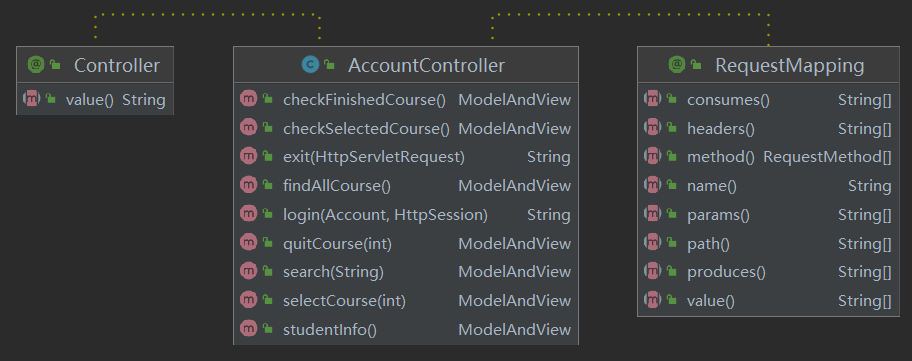 Controller
value() String
AccountController
checkFinishedCourse() ModelAndView
checkSelectedCourse() ModelAndView
exit(HttpServletRequest) String
findAllCourse() ModelAndView
login(Account, HttpSession) String
quitCourse(int) ModelAndView
search(String) ModelAndView
selectCourse(int) ModelAndView
studentInfo() ModelAndView
RequestMapping
consumes() String[]
headers() String[]
method() RequestMethod[]
name() String
params() String[]
path() String[]
produces() String[]
value() String[]